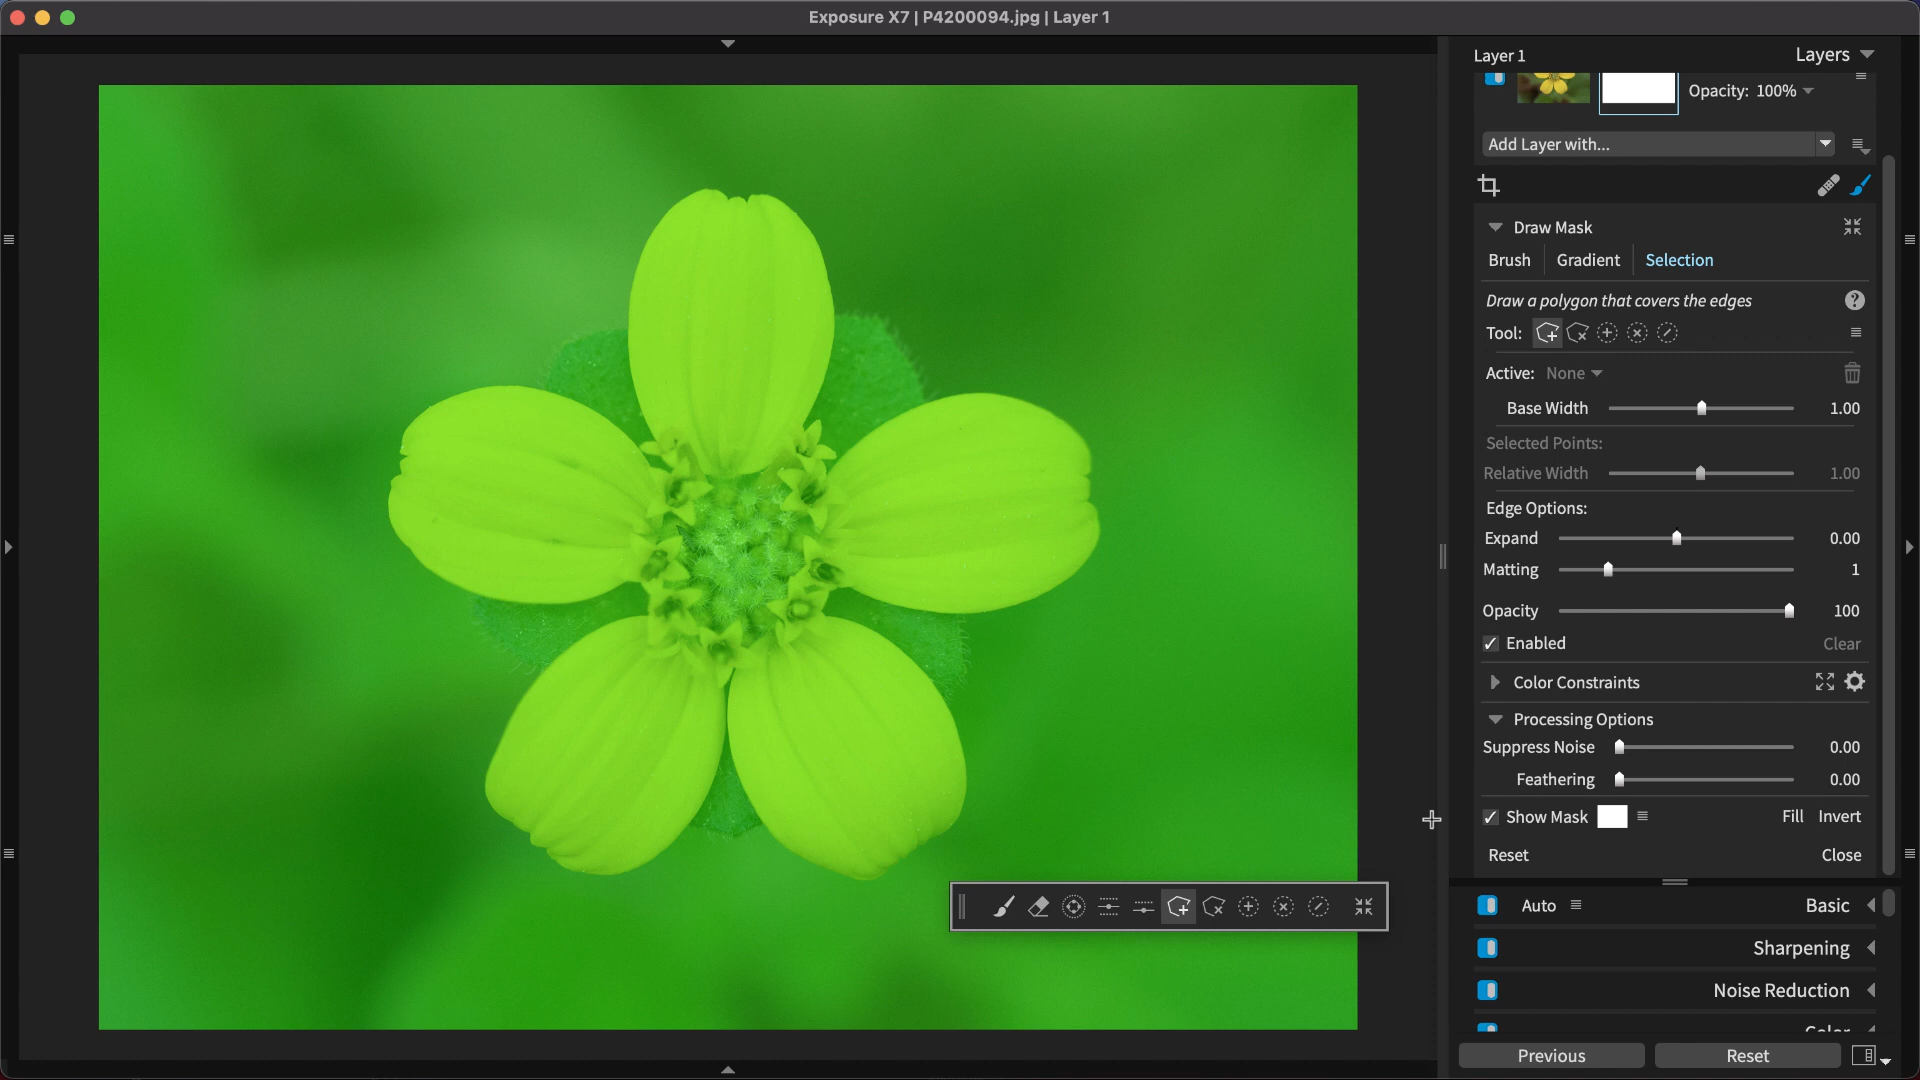 Exposure X7 | P4200094.jpg | Layer 1
Layer 1
Layers
Opacity: 100%
Add Layer with...
Draw Mask
Brush
Gradient
Selection
Draw a polygon that covers the edges
Tool:
Active: None
Base Width 1.00
Selected Points:
Relative Width 1.00
Edge Options:
Expand 0.00
Matting 1
Opacity 100
Enabled Clear
Color Constraints
Processing Options
Suppress Noise 0.00
Feathering 0.00
Show Mask Fill Invert
Reset Close
Auto Basic
Sharpening
Noise Reduction
Color
Previous Reset